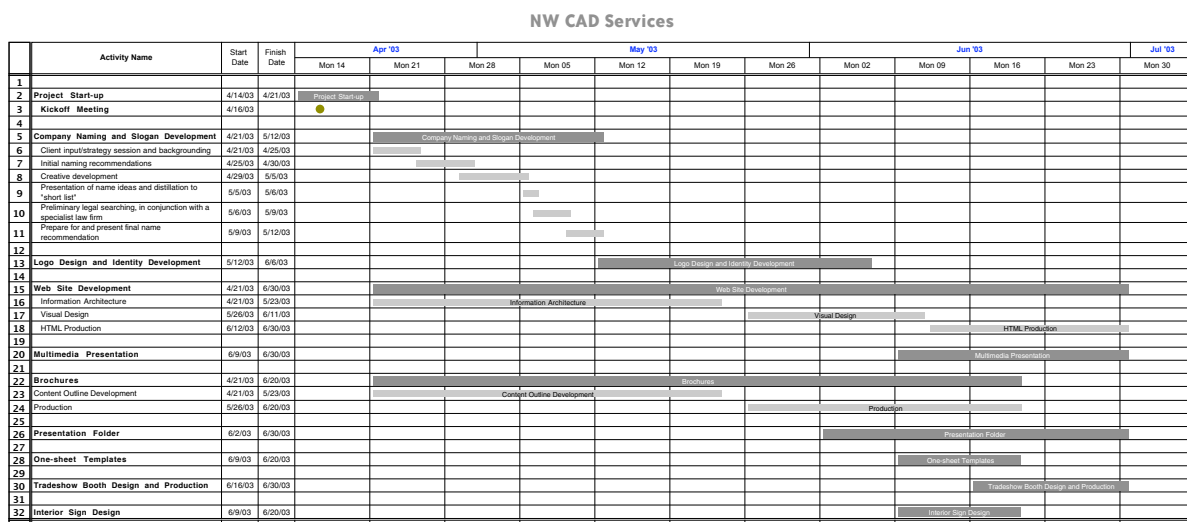 NW CAD Services
Activity Name Start Date Finish Date Apr '03 May '03 Jun '03 Jul '03
Mon 14 Mon 21 Mon 28 Mon 05 Mon 12 Mon 19 Mon 26 Mon 02 Mon 09 Mon 16 Mon 23 Mon 30
1
2 Project Start-up 4/14/03 4/21/03 Project Start-up
3 Kickoff Meeting 4/16/03
4
5 Company Naming and Slogan Development 4/21/03 5/12/03 Company Naming and Slogan Development
6 Client input/strategy session and backgrounding 4/21/03 4/25/03
7 Initial naming recommendations 4/25/03 4/30/03
8 Creative development 4/29/03 5/5/03
9 Presentation of name ideas and distillation to
"short list" 5/5/03 5/6/03
10 Preliminary legal searching, in conjunction with a
specialist law firm 5/6/03 5/9/03
11 Prepare for and present final name
recommendation 5/9/03 5/12/03
12
13 Logo Design and Identity Development 5/12/03 6/6/03 Logo Design and Identity Development
14
15 Web Site Development 4/21/03 6/30/03 Web Site Development
16 Information Architecture 4/21/03 5/23/03 Information Architecture
17 Visual Design 5/26/03 6/11/03 Visual Design
18 HTML Production 6/12/03 6/30/03 HTML Production
19
20 Multimedia Presentation 6/9/03 6/30/03 Multimedia Presentation
21
22 Brochures 4/21/03 6/20/03 Brochures
23 Content Outline Development 4/21/03 5/23/03 Content Outline Development
24 Production 5/26/03 6/20/03 Production
25
26 Presentation Folder 6/2/03 6/30/03 Presentation Folder
27
28 One-sheet Templates 6/9/03 6/20/03 One-sheet Templates
29
30 Tradeshow Booth Design and Production 6/16/03 6/30/03 Tradeshow Booth Design and Production
31
32 Interior Sign Design 6/9/03 6/20/03 Interior Sign Design